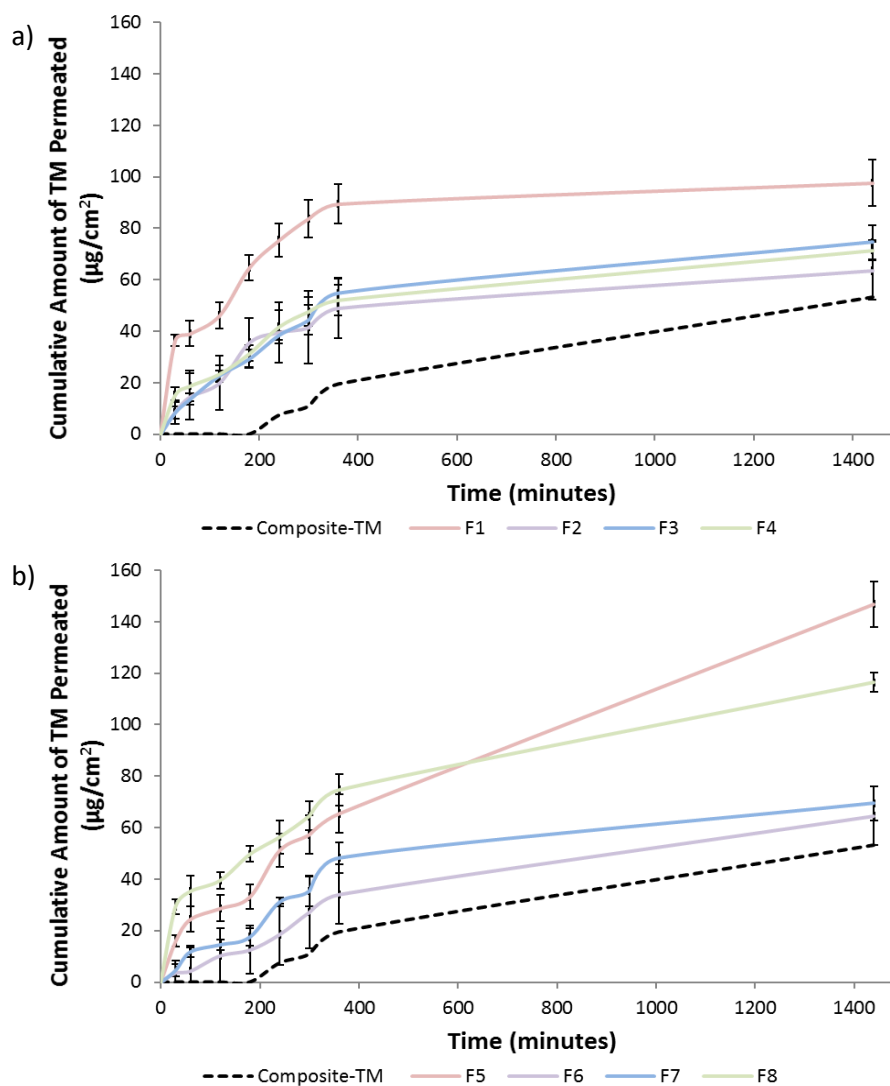 a)
160
140
120
100
80
60
40
20
0
Cumulative Amount of TM Permeated
(µg/cm²)
0 200 400 600 800 1000 1200 1400
Time (minutes)
Composite-TM F1 F2 F3 F4
b)
160
140
120
100
80
60
40
20
0
Cumulative Amount of TM Permeated
(µg/cm²)
0 200 400 600 800 1000 1200 1400
Time (minutes)
Composite-TM F5 F6 F7 F8